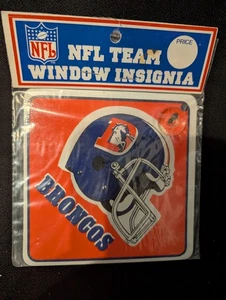 NFL
NFL TEAM
WINDOW INSIGNIA
PRICE
D
BRONCOS